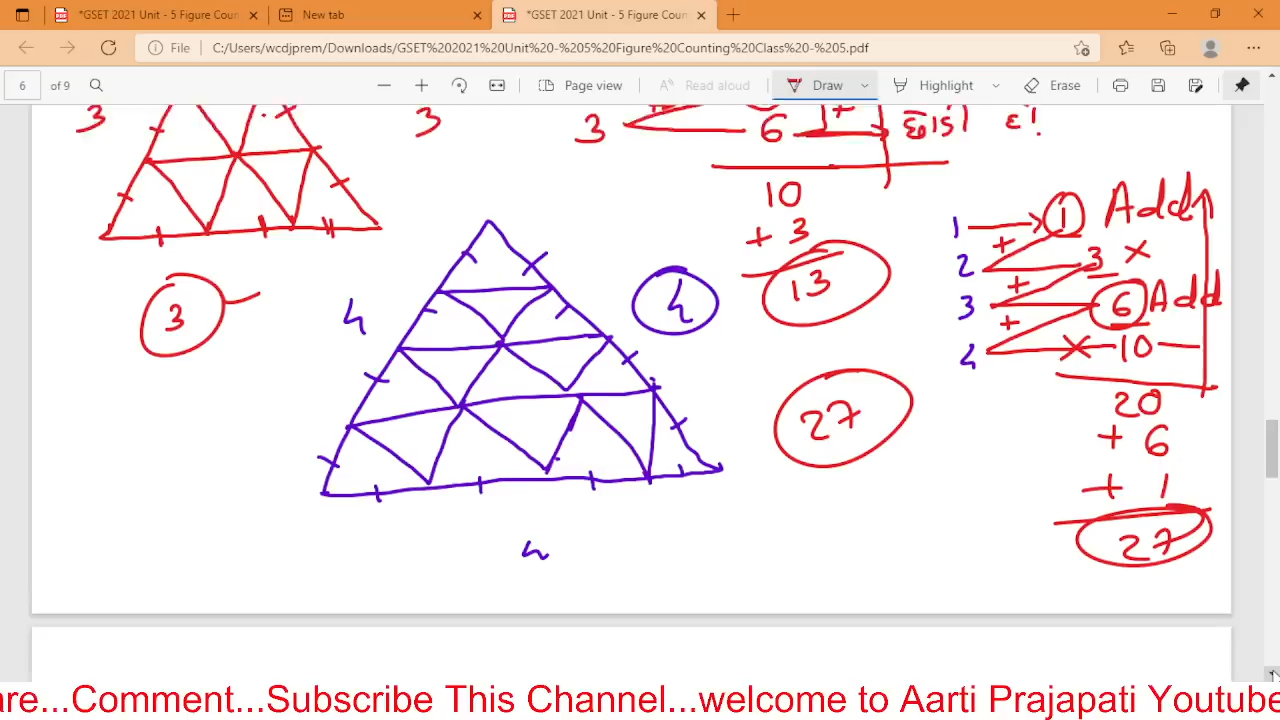 *GSET 2021 Unit - 5 Figure Coun
New tab
*GSET 2021 Unit - 5 Figure Coun
File C:/Users/wcdjprem/Downloads/GSET%202021%20Unit%20-%205%20Figure%20Counting%20Class%20-%205.pdf
6 of 9 Page view Read aloud Draw Highlight Erase
3 3 3 6 +
10
+ 3
13
3
4 4
4
27
1 1 Add
+
2 3 ×
+
3 6 Add
+
4 × 10
20
+ 6
+ 1
27
are...Comment...Subscribe This Channel...welcome to Aarti Prajapati Youtube